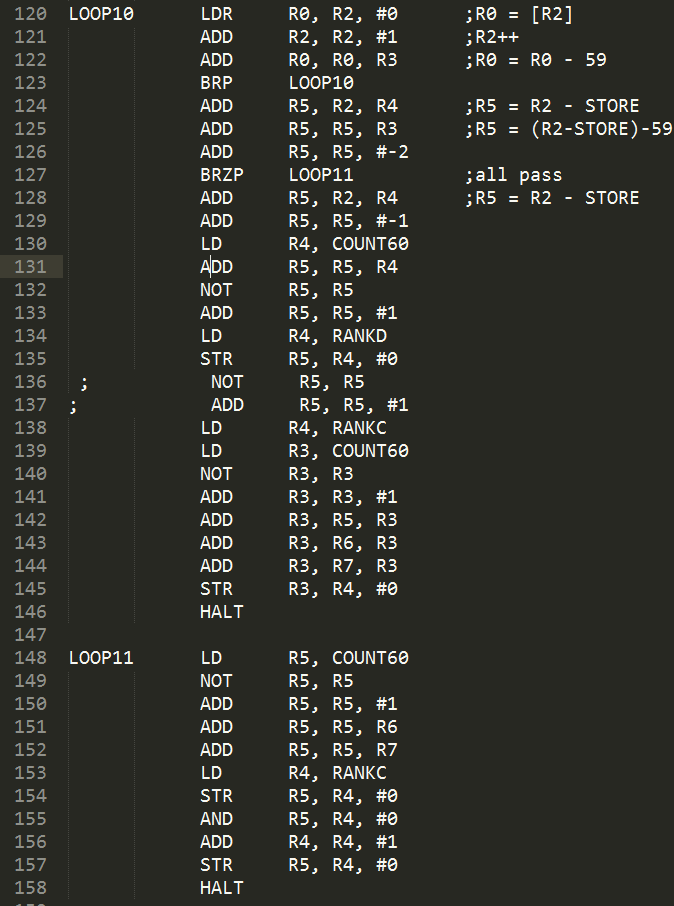 120 LOOP10 LDR R0, R2, #0 ;R0 = [R2]
121 ADD R2, R2, #1 ;R2++
122 ADD R0, R0, R3 ;R0 = R0 - 59
123 BRP LOOP10
124 ADD R5, R2, R4 ;R5 = R2 - STORE
125 ADD R5, R5, R3 ;R5 = (R2-STORE)-59
126 ADD R5, R5, #-2
127 BRZP LOOP11 ;all pass
128 ADD R5, R2, R4 ;R5 = R2 - STORE
129 ADD R5, R5, #-1
130 LD R4, COUNT60
131 ADD R5, R5, R4
132 NOT R5, R5
133 ADD R5, R5, #1
134 LD R4, RANKD
135 STR R5, R4, #0
136 ; NOT R5, R5
137 ; ADD R5, R5, #1
138 LD R4, RANKC
139 LD R3, COUNT60
140 NOT R3, R3
141 ADD R3, R3, #1
142 ADD R3, R5, R3
143 ADD R3, R6, R3
144 ADD R3, R7, R3
145 STR R3, R4, #0
146 HALT
147
148 LOOP11 LD R5, COUNT60
149 NOT R5, R5
150 ADD R5, R5, #1
151 ADD R5, R5, R6
152 ADD R5, R5, R7
153 LD R4, RANKC
154 STR R5, R4, #0
155 AND R5, R4, #0
156 ADD R4, R4, #1
157 STR R5, R4, #0
158 HALT